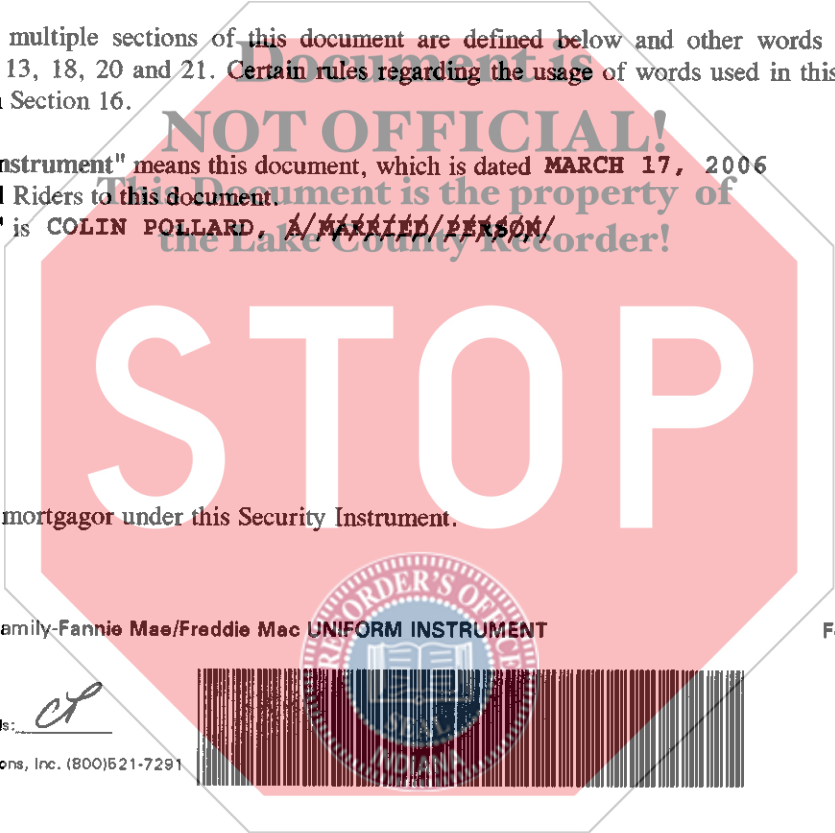 multiple sections of this document are defined below and other words
13, 18, 20 and 21. Certain rules regarding the usage of words used in this
Section 16.
Document is
NOT OFFICIAL!
This Document is the property of
the Lake County Recorder!
nstrument" means this document, which is dated MARCH 17, 2006
Riders to this document.
" is COLIN POLLARD, A/MARRIED/PERSON/
STOP
mortgagor under this Security Instrument.
RECORDER'S OFFICE
SEAL
INDIANA
amily-Fannie Mae/Freddie Mac UNIFORM INSTRUMENT
F
ls:
ons, Inc. (800)521-7291